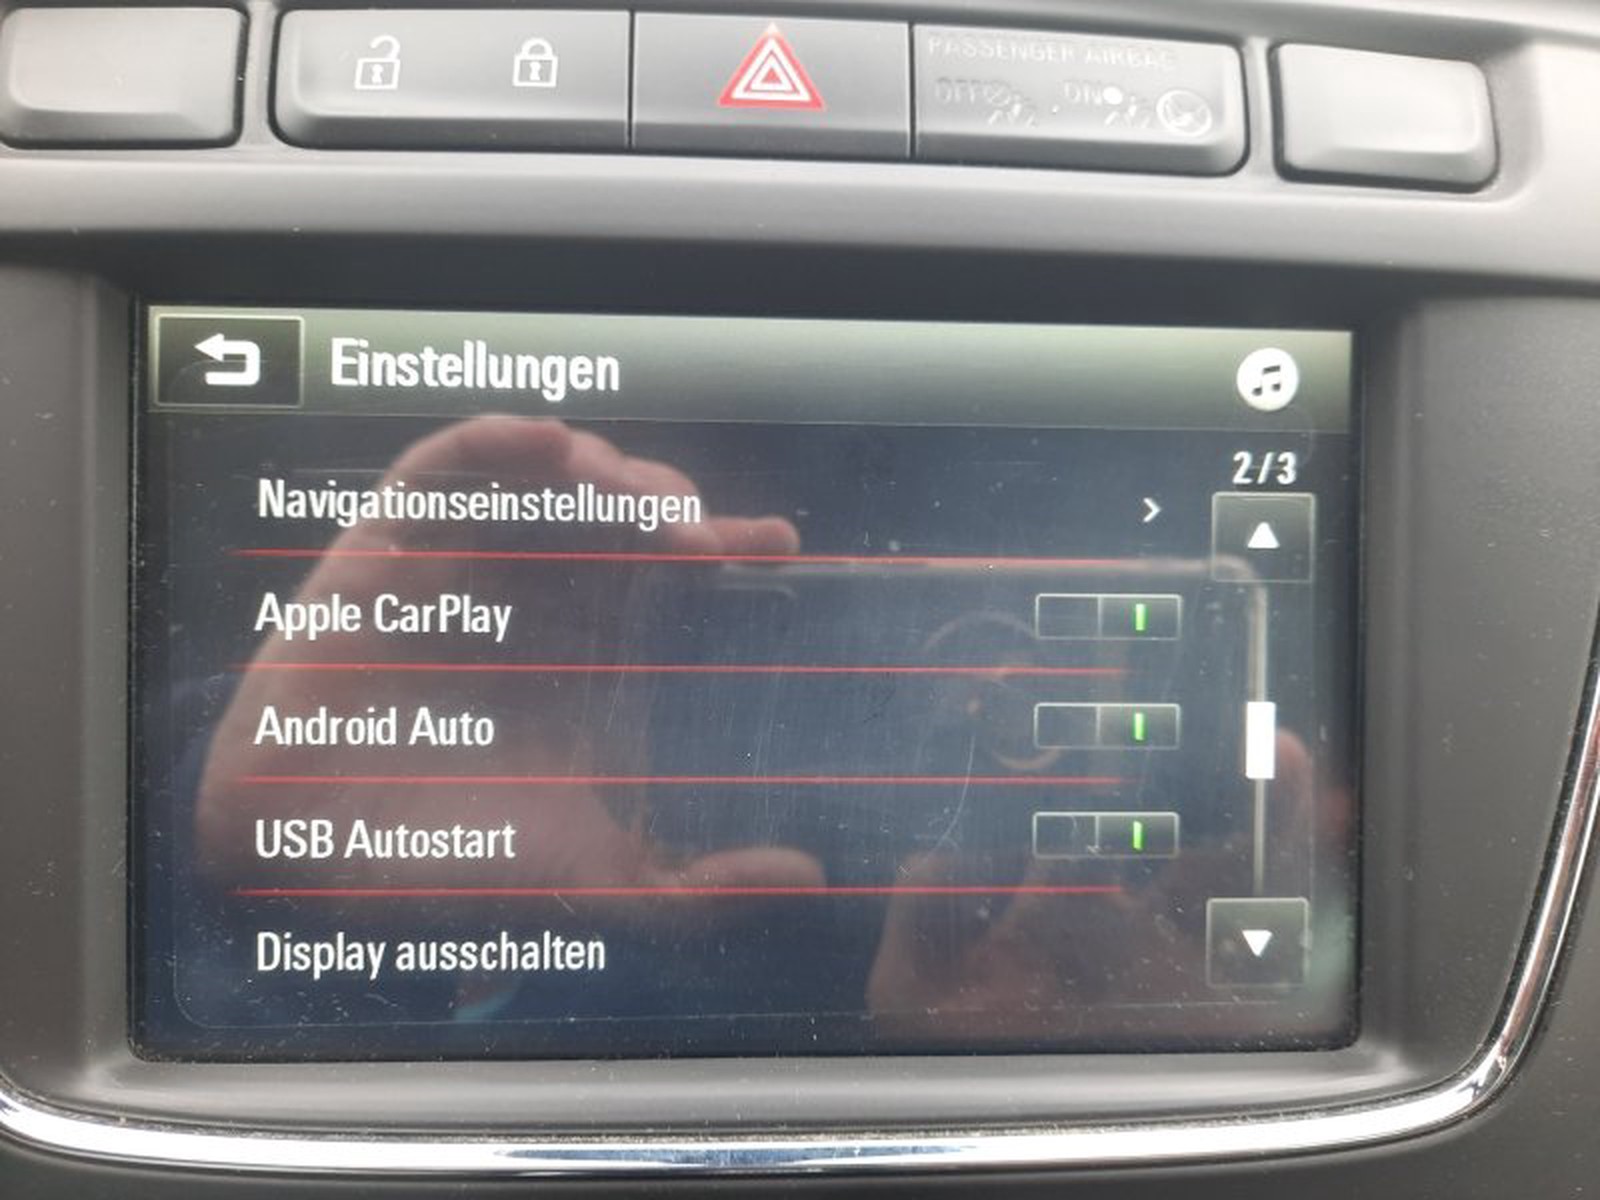 PASSENGER AIRBAG
OFF ON
Einstellungen
2/3
Navigationseinstellungen
Apple CarPlay
Android Auto
USB Autostart
Display ausschalten